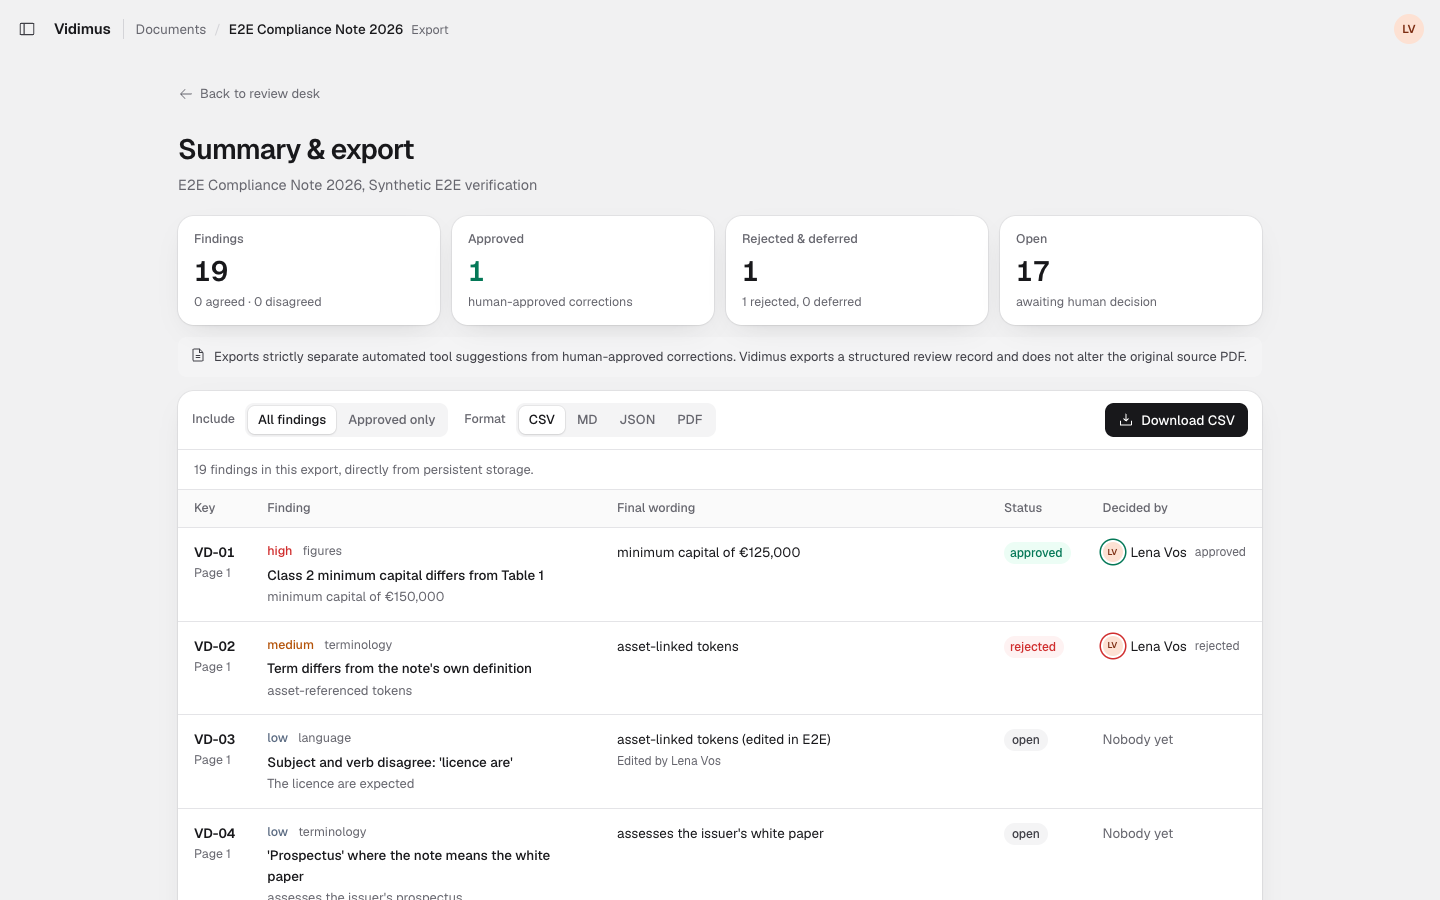 Vidimus Documents / E2E Compliance Note 2026 Export LV
← Back to review desk
Summary & export
E2E Compliance Note 2026, Synthetic E2E verification
Findings
19
0 agreed · 0 disagreed
Approved
1
human-approved corrections
Rejected & deferred
1
1 rejected, 0 deferred
Open
17
awaiting human decision
Exports strictly separate automated tool suggestions from human-approved corrections. Vidimus exports a structured review record and does not alter the original source PDF.
Include All findings Approved only Format CSV MD JSON PDF Download CSV
19 findings in this export, directly from persistent storage.
Key Finding Final wording Status Decided by
VD-01
Page 1
high figures
Class 2 minimum capital differs from Table 1
minimum capital of €150,000
minimum capital of €125,000
approved
LV Lena Vos approved
VD-02
Page 1
medium terminology
Term differs from the note's own definition
asset-referenced tokens
asset-linked tokens
rejected
LV Lena Vos rejected
VD-03
Page 1
low language
Subject and verb disagree: 'licence are'
The licence are expected
asset-linked tokens (edited in E2E)
Edited by Lena Vos
open
Nobody yet
VD-04
Page 1
low terminology
'Prospectus' where the note means the white
paper
assesses the issuer's prospectus
assesses the issuer's white paper
open
Nobody yet